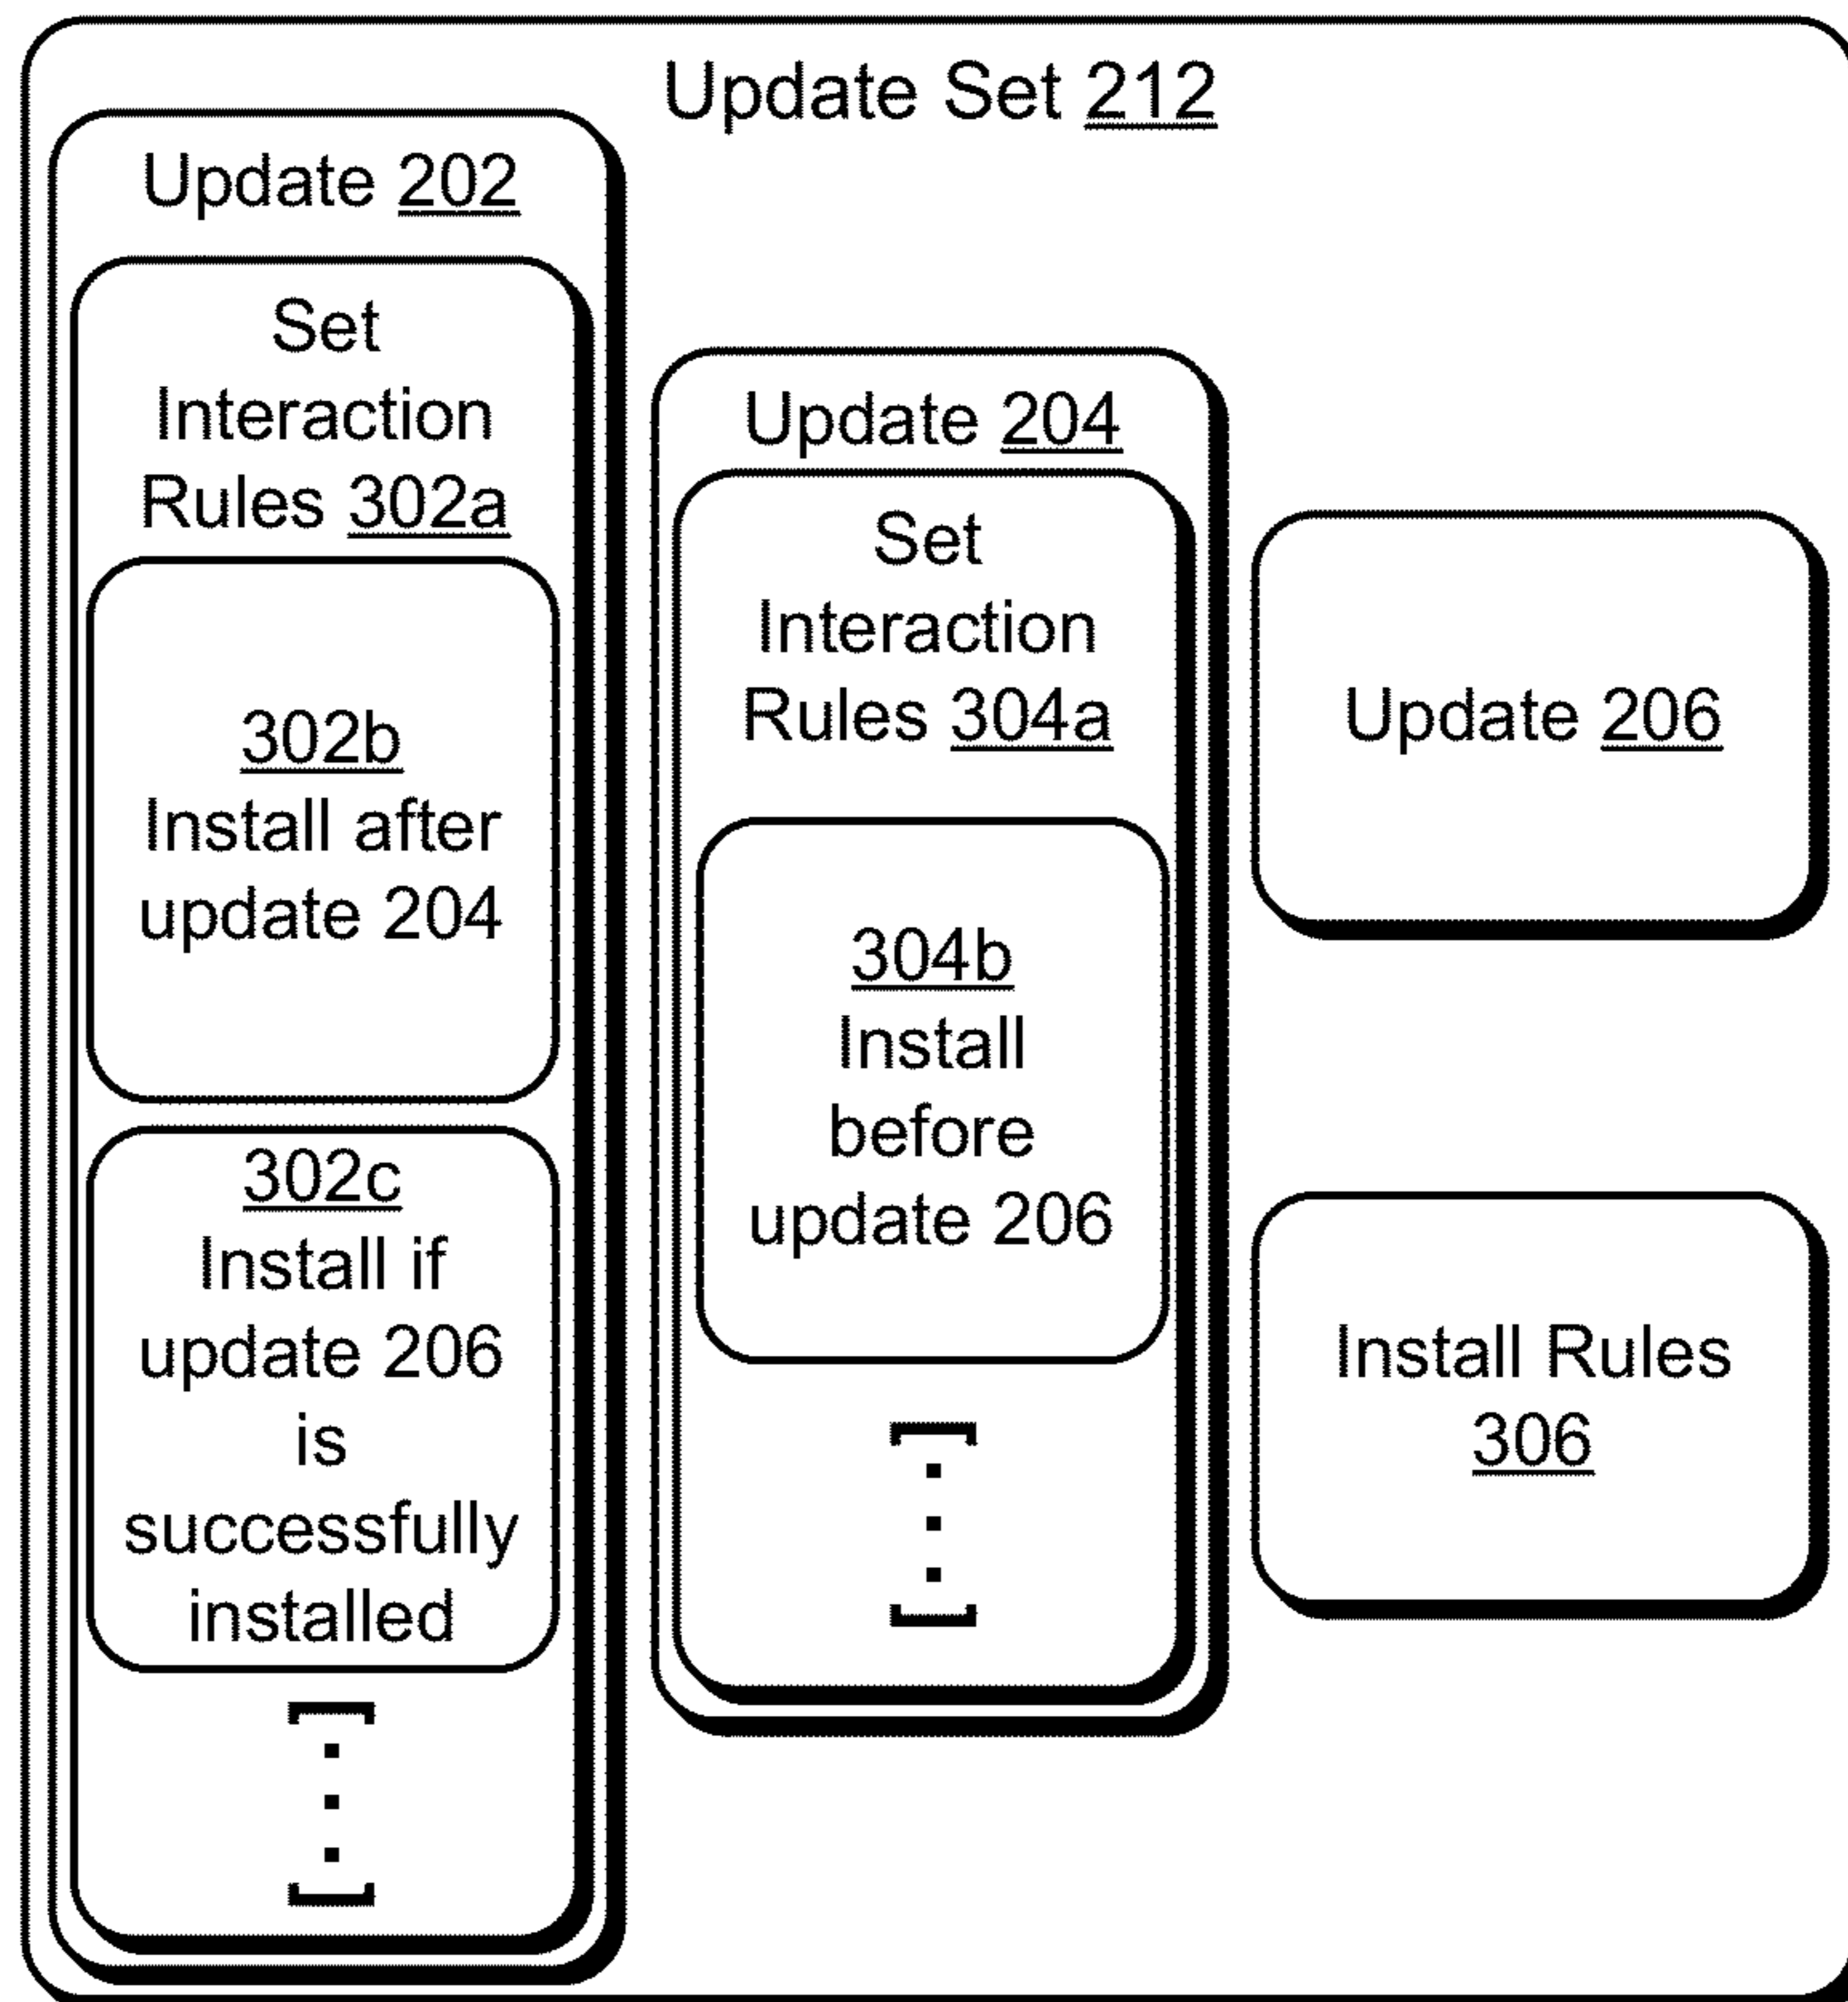 Update Set 212
Update 202
Set
Interaction
Rules 302a
302b
Install after
update 204
302c
Install if
update 206
is
successfully
installed
Update 204
Set
Interaction
Rules 304a
304b
Install
before
update 206
Update 206
Install Rules
306